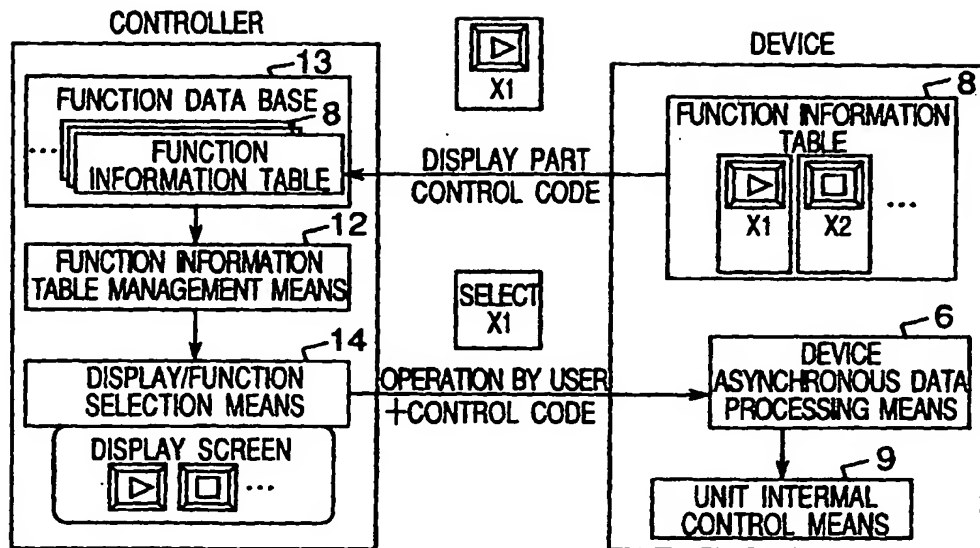 CONTROLLER
13
FUNCTION DATA BASE
8
...
FUNCTION
INFORMATION TABLE
12
FUNCTION INFORMATION
TABLE MANAGEMENT MEANS
14
DISPLAY/FUNCTION
SELECTION MEANS
DISPLAY SCREEN
...
X1
DISPLAY PART
CONTROL CODE
SELECT
X1
OPERATION BY USER
+CONTROL CODE
DEVICE
8
FUNCTION INFORMATION
TABLE
X1 X2 ...
6
DEVICE
ASYNCHRONOUS DATA
PROCESSING MEANS
9
UNIT INTERMAL
CONTROL MEANS